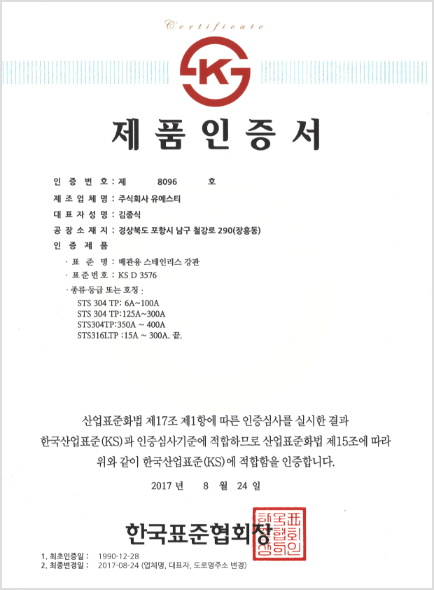 Certificate
KS
제품인증서
인 증 번 호 : 제 8096 호
제 조 업 체 명 : 주식회사 유에스티
대 표 자 성 명 : 김종식
공 장 소 재 지 : 경상북도 포항시 남구 철강로 290(장흥동)
인 증 제 품
· 표 준 명 : 배관용 스테인리스 강관
· 표 준 번 호 : KS D 3576
· 종류·등급 또는 호칭 :
STS 304 TP: 6A~100A
STS 304 TP:125A~300A
STS304TP:350A ~ 400A
STS316LTP :15A ~ 300A. 끝.
산업표준화법 제17조 제1항에 따른 인증심사를 실시한 결과
한국산업표준(KS)과 인증심사기준에 적합하므로 산업표준화법 제15조에 따라
위와 같이 한국산업표준(KS)에 적합함을 인증합니다.
2017 년 8 월 24 일
한국표준협회장
1, 최초인증일 : 1990-12-28
2, 최종변경일 : 2017-08-24 (업체명, 대표자, 도로명주소 변경)